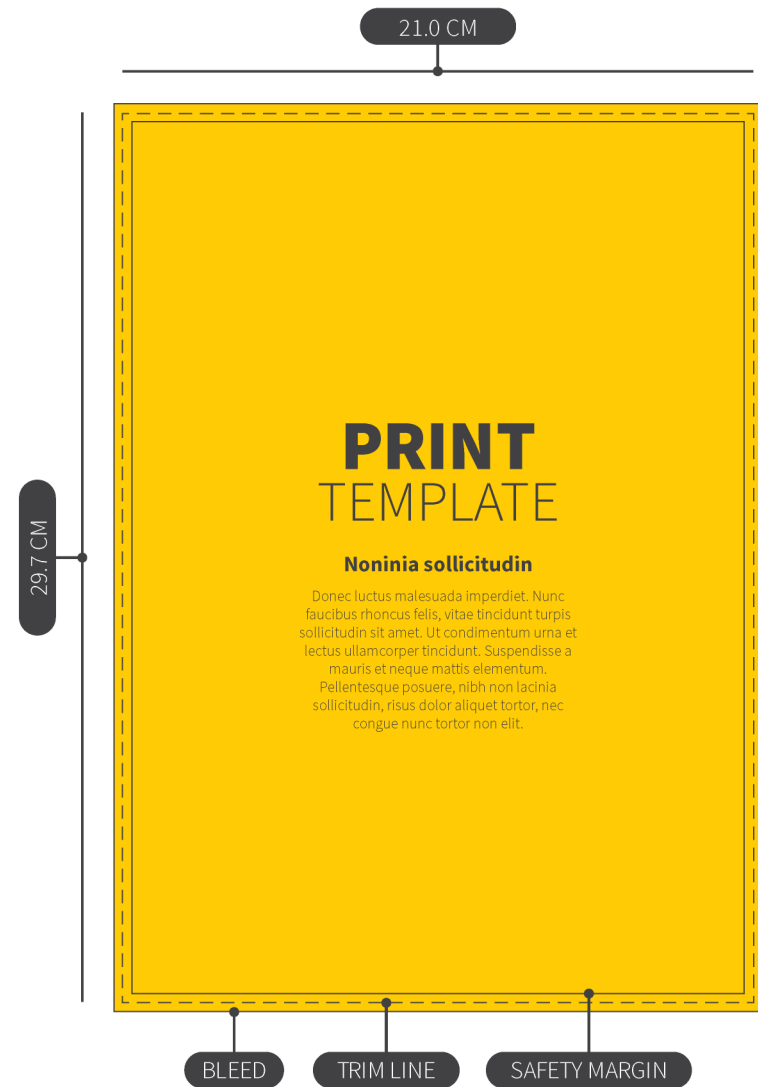 21.0 CM
29.7 CM
PRINT
TEMPLATE
Noninia sollicitudin
Donec luctus malesuada imperdiet. Nunc
faucibus rhoncus felis, vitae tincidunt turpis
sollicitudin sit amet. Ut condimentum urna et
lectus ullamcorper tincidunt. Suspendisse a
mauris et neque mattis elementum.
Pellentesque posuere, nibh non lacinia
sollicitudin, risus dolor aliquet tortor, nec
congue nunc tortor non elit.
BLEED
TRIM LINE
SAFETY MARGIN